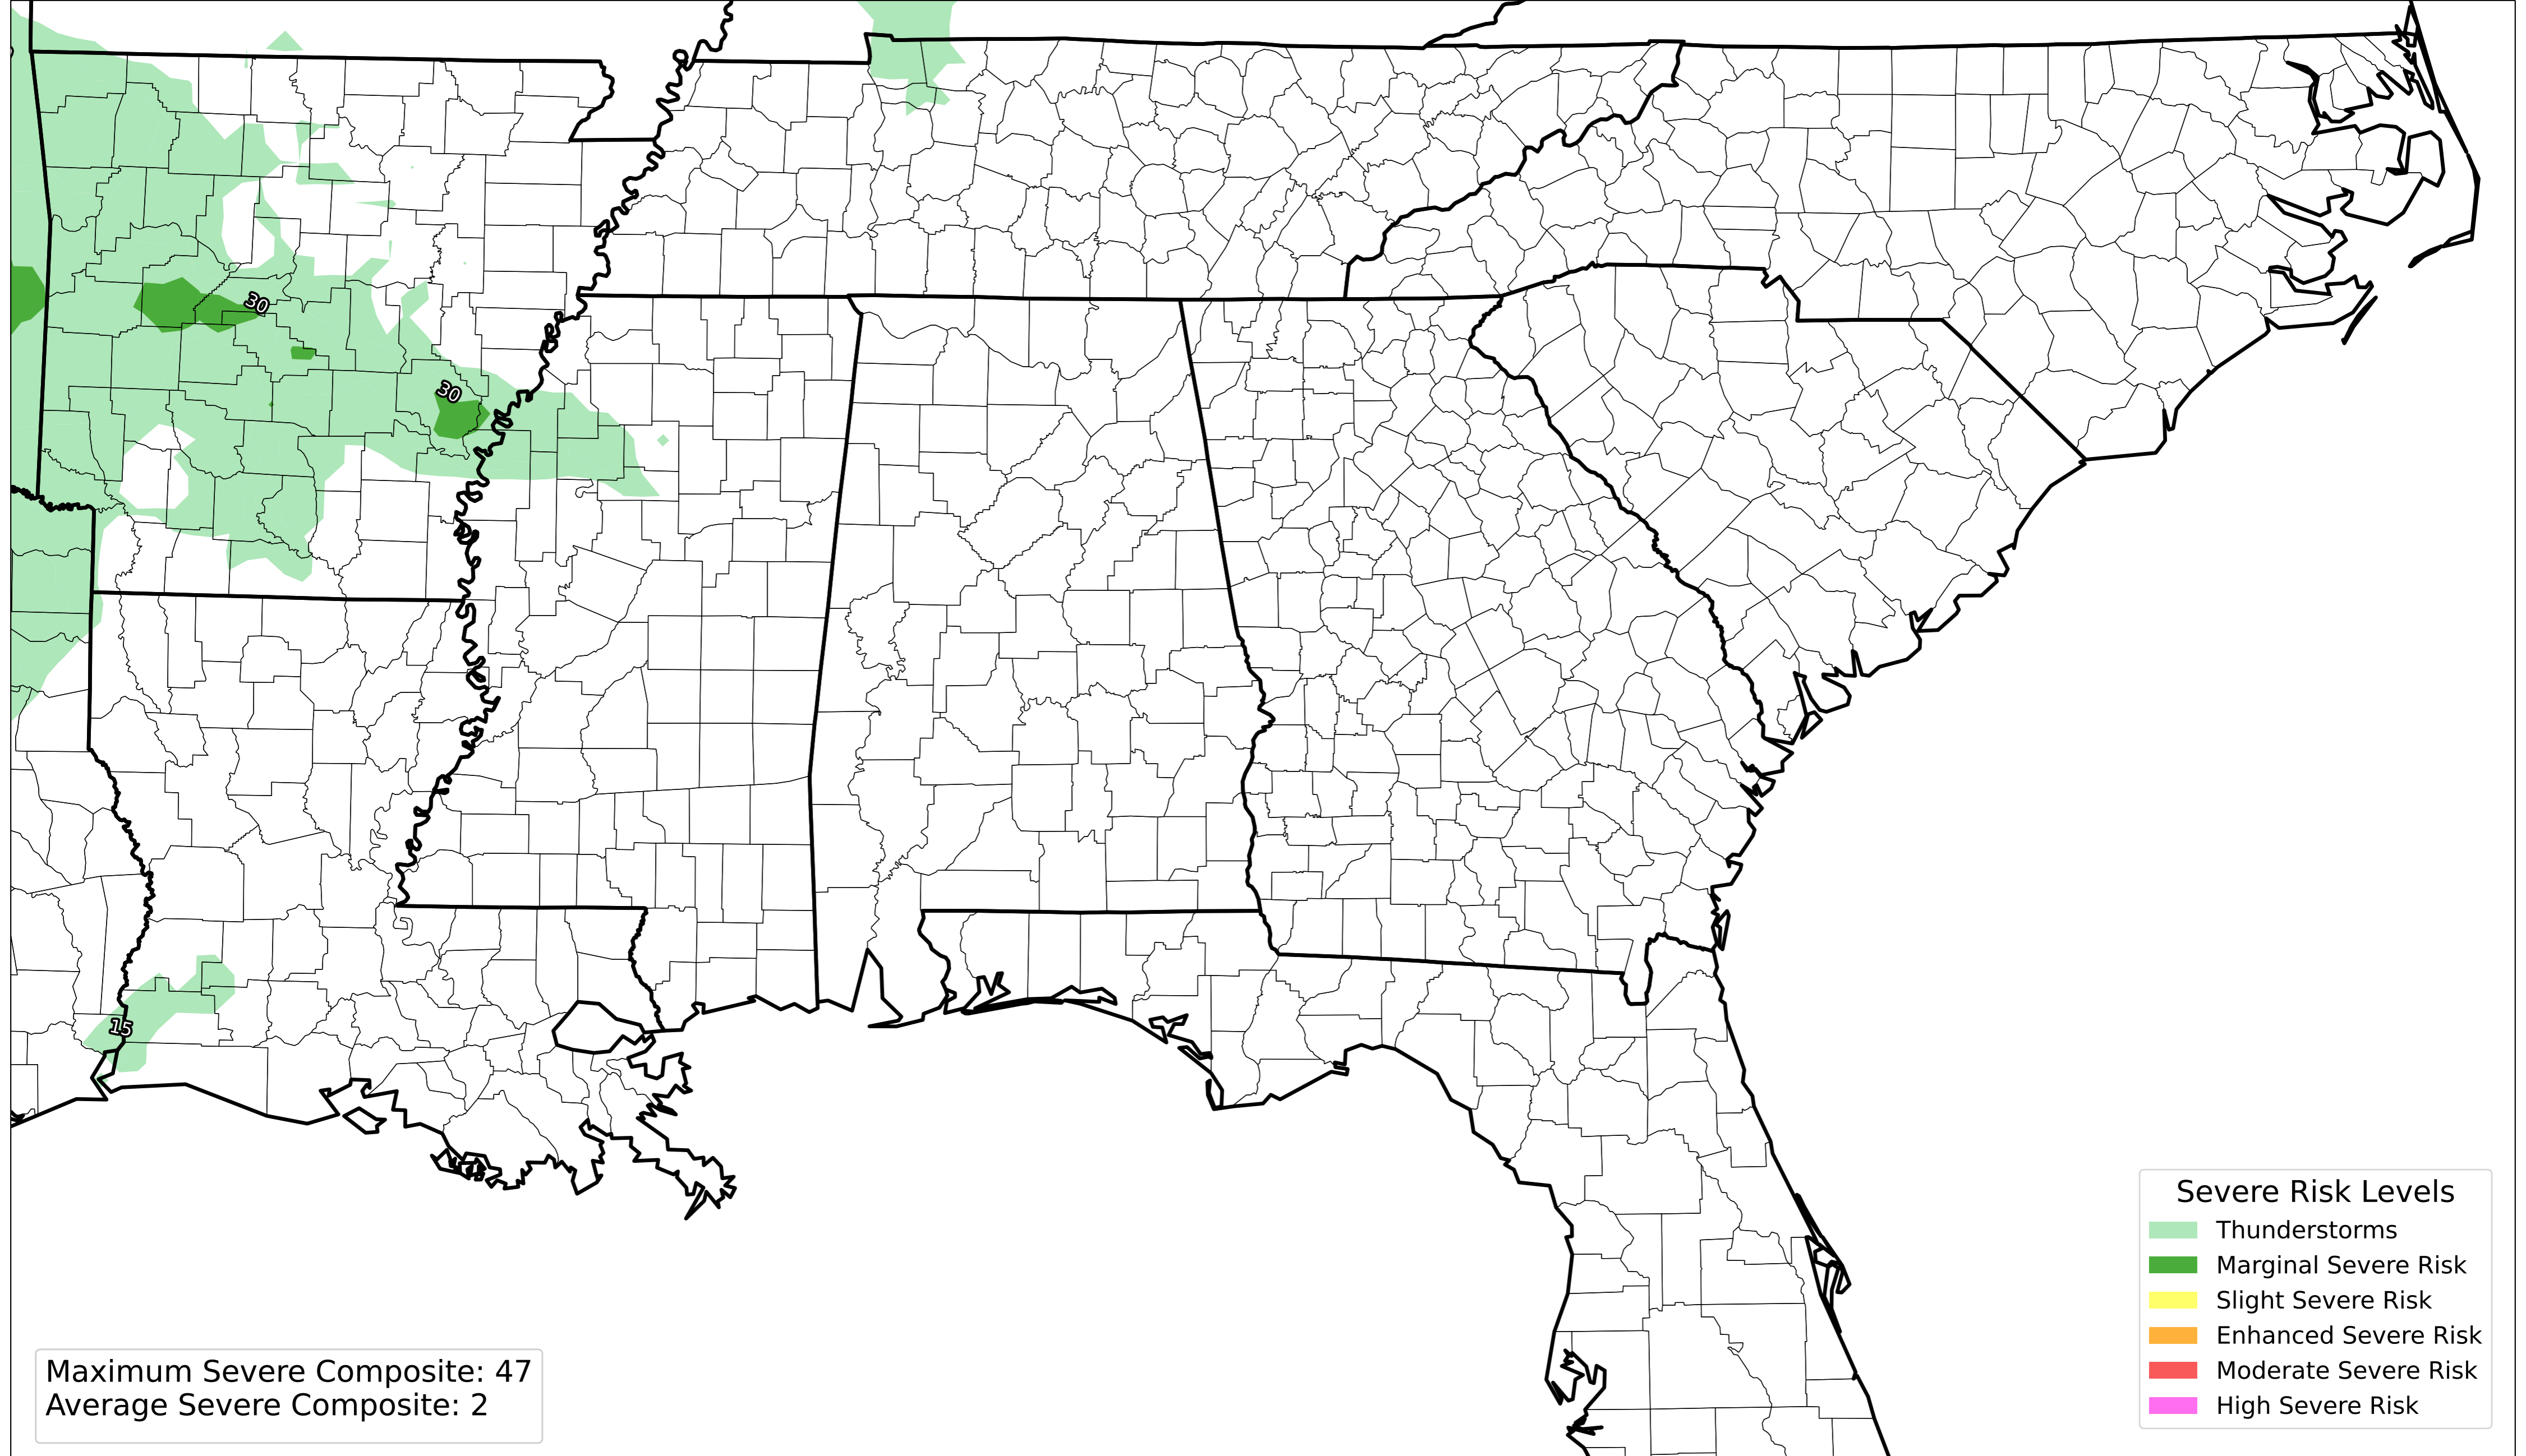 30
30
15
Severe Risk Levels
Thunderstorms
Marginal Severe Risk
Slight Severe Risk
Enhanced Severe Risk
Moderate Severe Risk
High Severe Risk
Maximum Severe Composite: 47
Average Severe Composite: 2